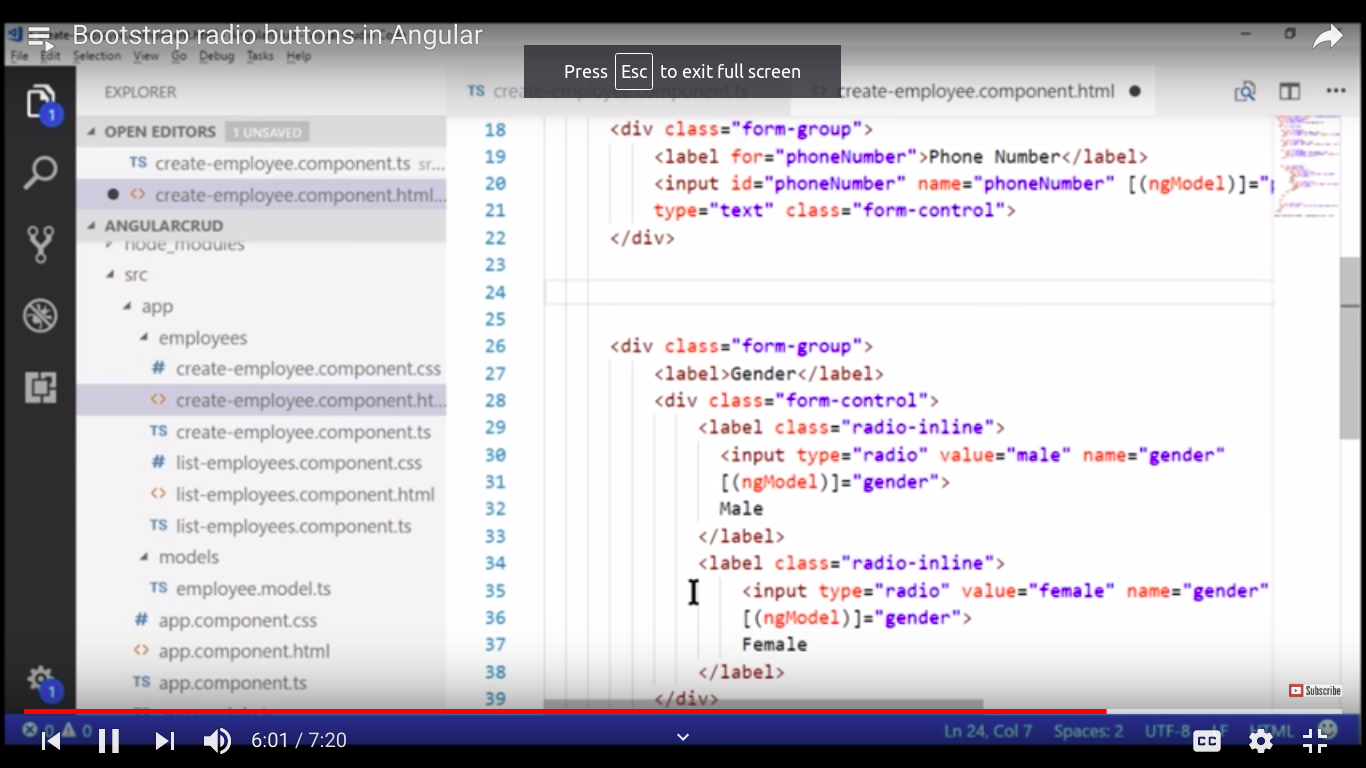 Bootstrap radio buttons in Angular
File Edit Selection View Go Debug Tasks Help
Press Esc to exit full screen
EXPLORER
TS create-employee.component.ts
<> create-employee.component.html ●
1
OPEN EDITORS 1 UNSAVED
TS create-employee.component.ts sr...
● <> create-employee.component.html...
ANGULARCRUD
node_modules
src
app
employees
# create-employee.component.css
<> create-employee.component.ht...
TS create-employee.component.ts
# list-employees.component.css
<> list-employees.component.html
TS list-employees.component.ts
models
TS employee.model.ts
# app.component.css
<> app.component.html
TS app.component.ts
1
18 <div class="form-group">
19 <label for="phoneNumber">Phone Number</label>
20 <input id="phoneNumber" name="phoneNumber" [(ngModel)]="p
21 type="text" class="form-control">
22 </div>
23
24
25
26 <div class="form-group">
27 <label>Gender</label>
28 <div class="form-control">
29 <label class="radio-inline">
30 <input type="radio" value="male" name="gender"
31 [(ngModel)]="gender">
32 Male
33 </label>
34 <label class="radio-inline">
35 <input type="radio" value="female" name="gender"
36 [(ngModel)]="gender">
37 Female
38 </label>
39 </div>
Subscribe
0 0
Ln 24, Col 7 Spaces: 2 UTF-8 LF HTML
6:01 / 7:20
CC